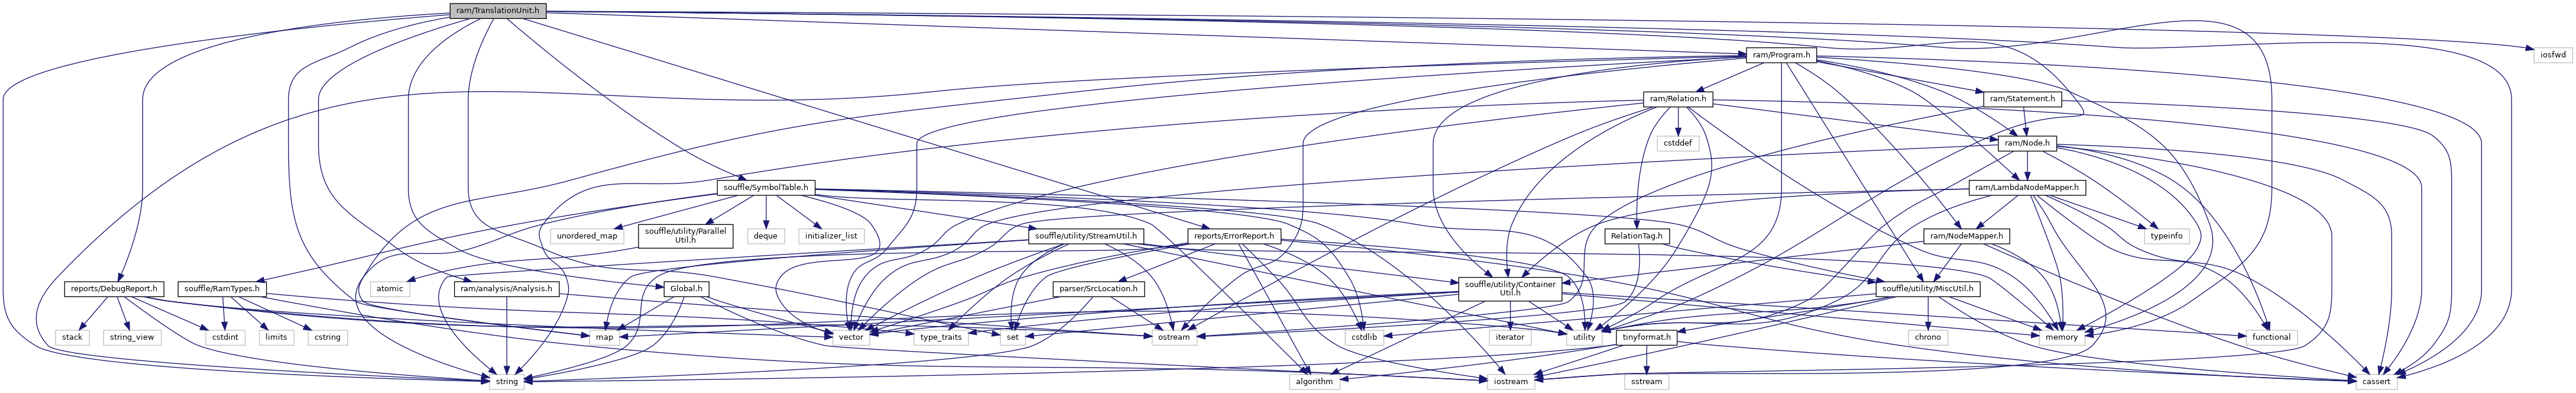 ram/TranslationUnit.h
ram/Program.h
iosfwd
ram/Relation.h
ram/Statement.h
cstddef
ram/Node.h
souffle/SymbolTable.h
ram/LambdaNodeMapper.h
unordered_map
souffle/utility/Parallel
Util.h
deque
initializer_list
souffle/utility/StreamUtil.h
reports/ErrorReport.h
RelationTag.h
ram/NodeMapper.h
typeinfo
reports/DebugReport.h
souffle/RamTypes.h
atomic
ram/analysis/Analysis.h
Global.h
parser/SrcLocation.h
souffle/utility/Container
Util.h
souffle/utility/MiscUtil.h
stack
string_view
cstdint
limits
cstring
map
vector
type_traits
set
ostream
cstdlib
iterator
utility
tinyformat.h
chrono
memory
functional
string
algorithm
iostream
sstream
cassert